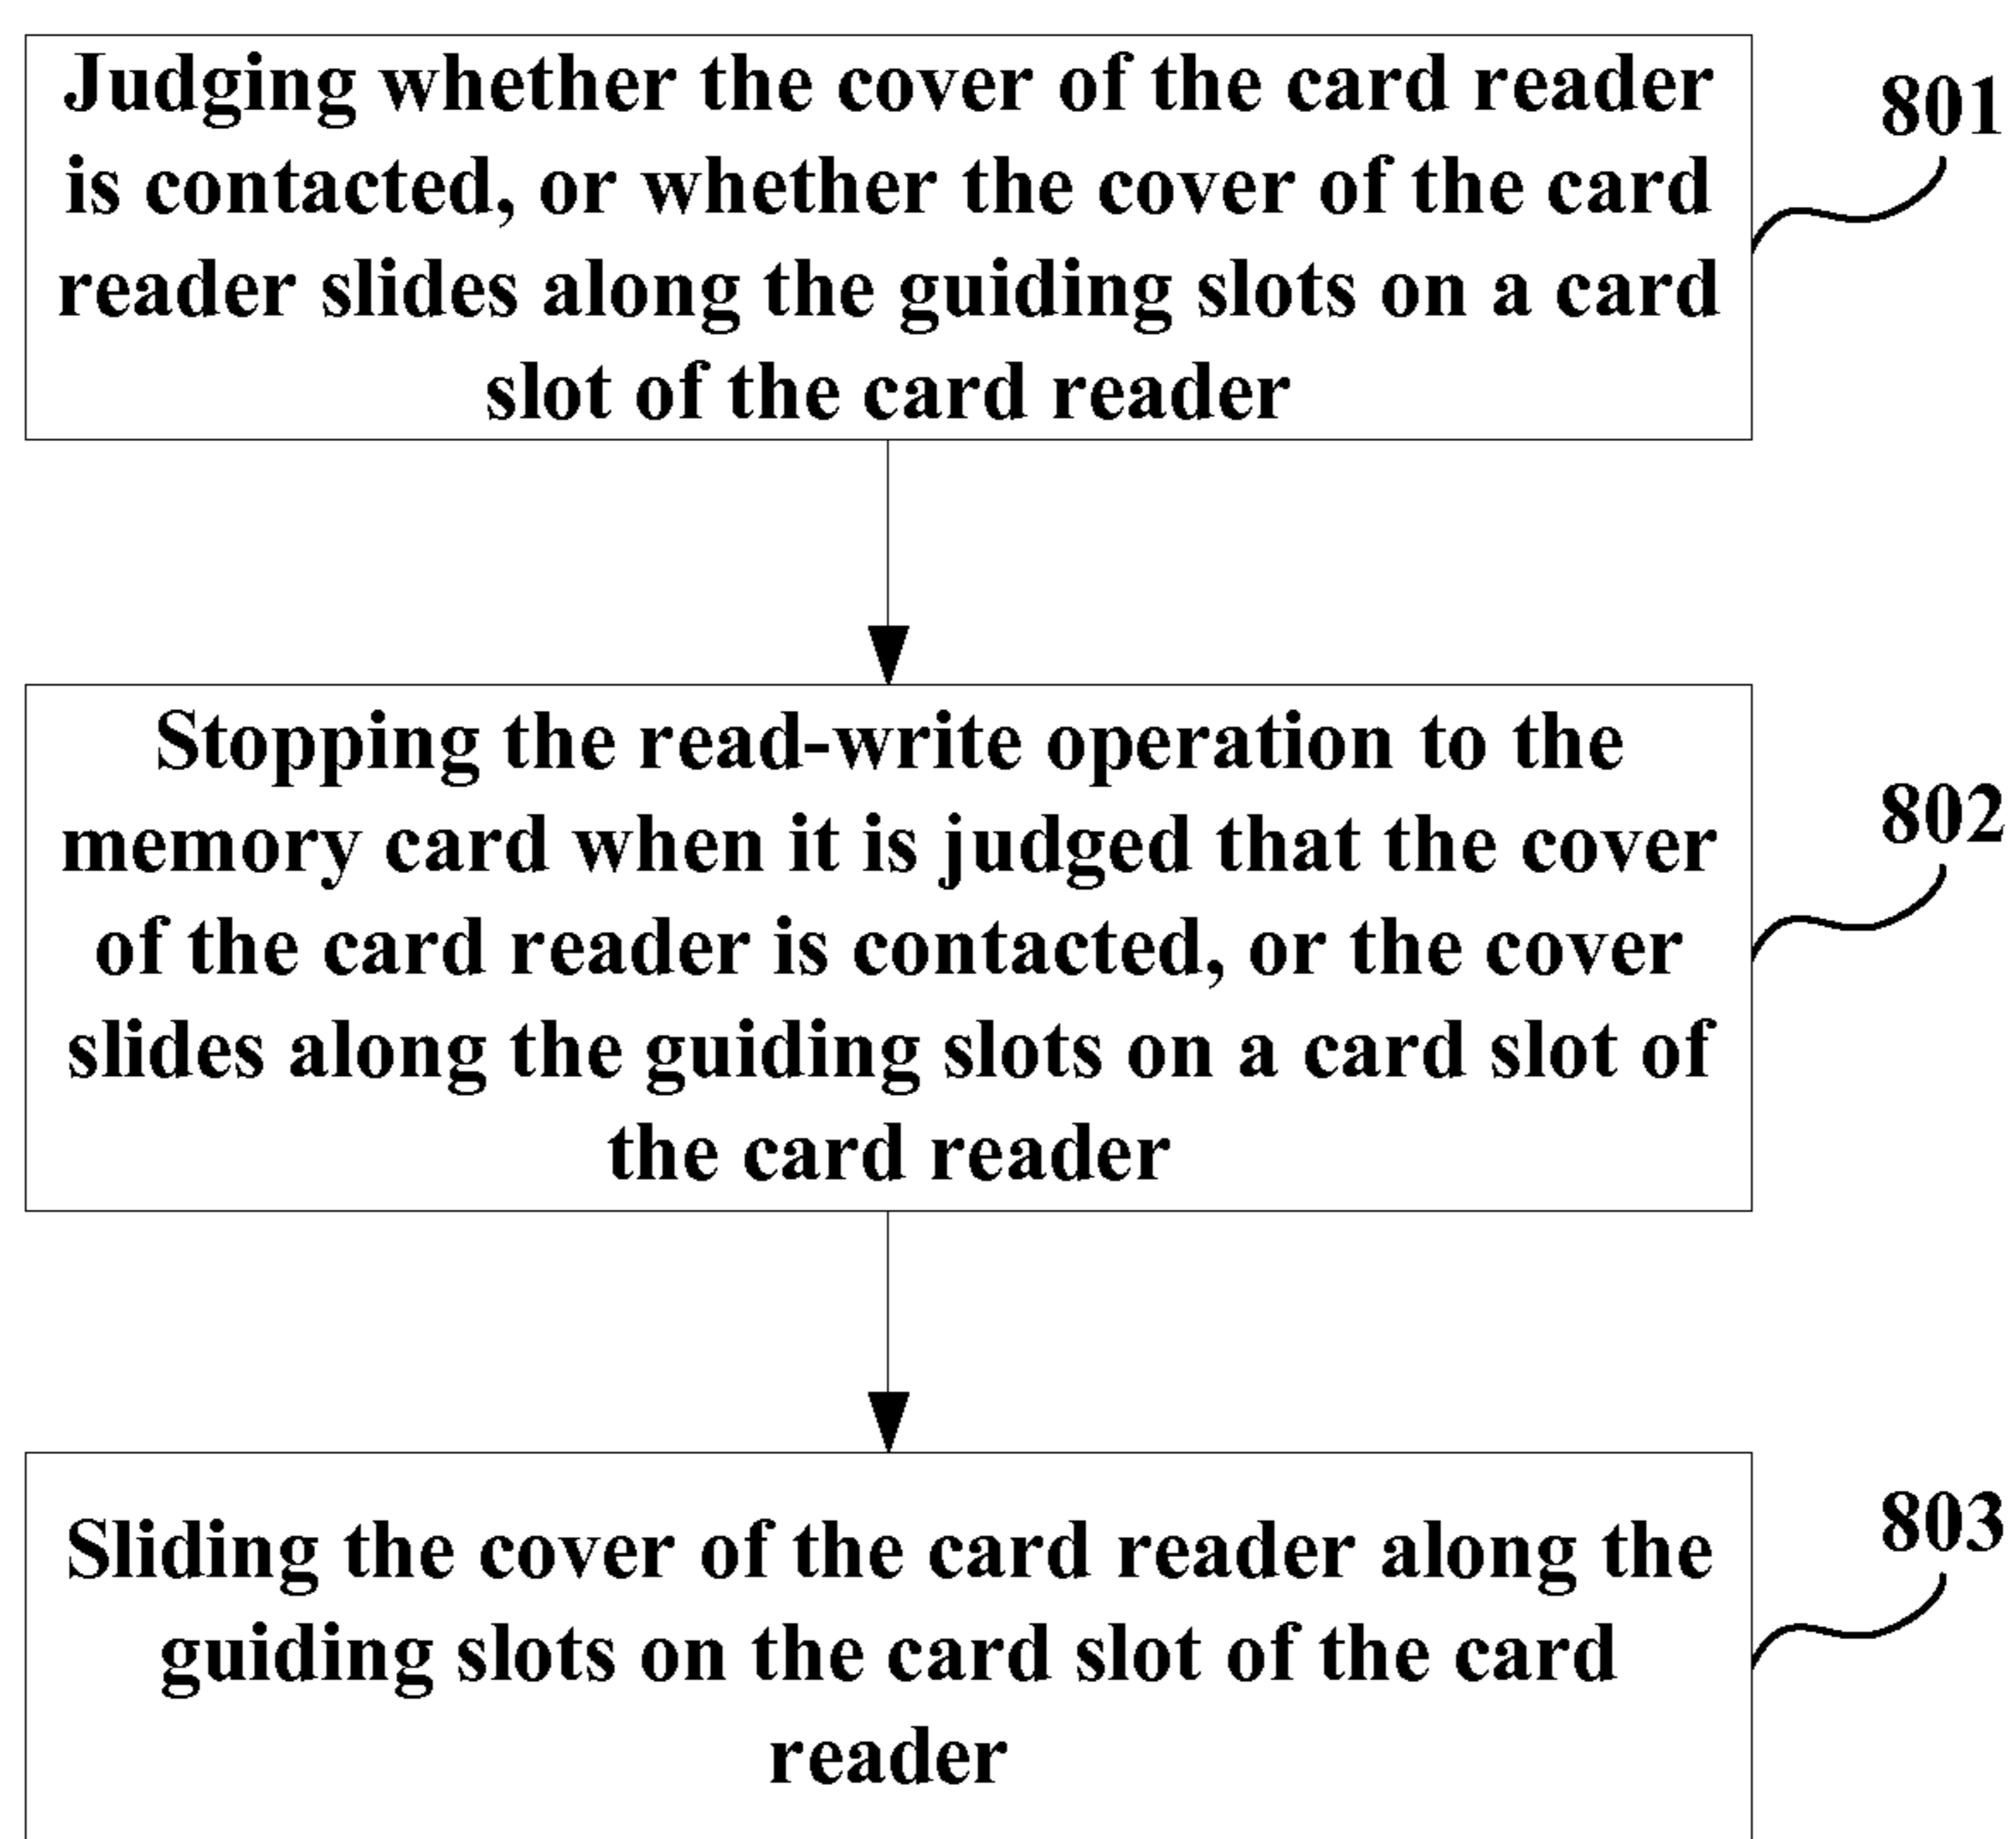 Judging whether the cover of the card reader
is contacted, or whether the cover of the card
reader slides along the guiding slots on a card
slot of the card reader
801
Stopping the read-write operation to the
memory card when it is judged that the cover
of the card reader is contacted, or the cover
slides along the guiding slots on a card slot of
the card reader
802
Sliding the cover of the card reader along the
guiding slots on the card slot of the card
reader
803